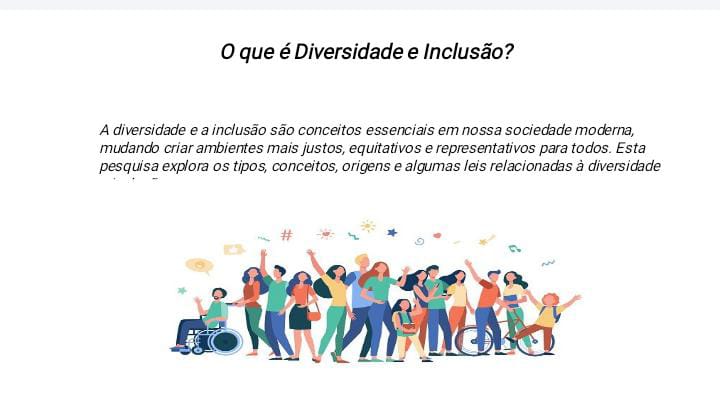 O que é Diversidade e Inclusão?
A diversidade e a inclusão são conceitos essenciais em nossa sociedade moderna,
mudando criar ambientes mais justos, equitativos e representativos para todos. Esta
pesquisa explora os tipos, conceitos, origens e algumas leis relacionadas à diversidade
#